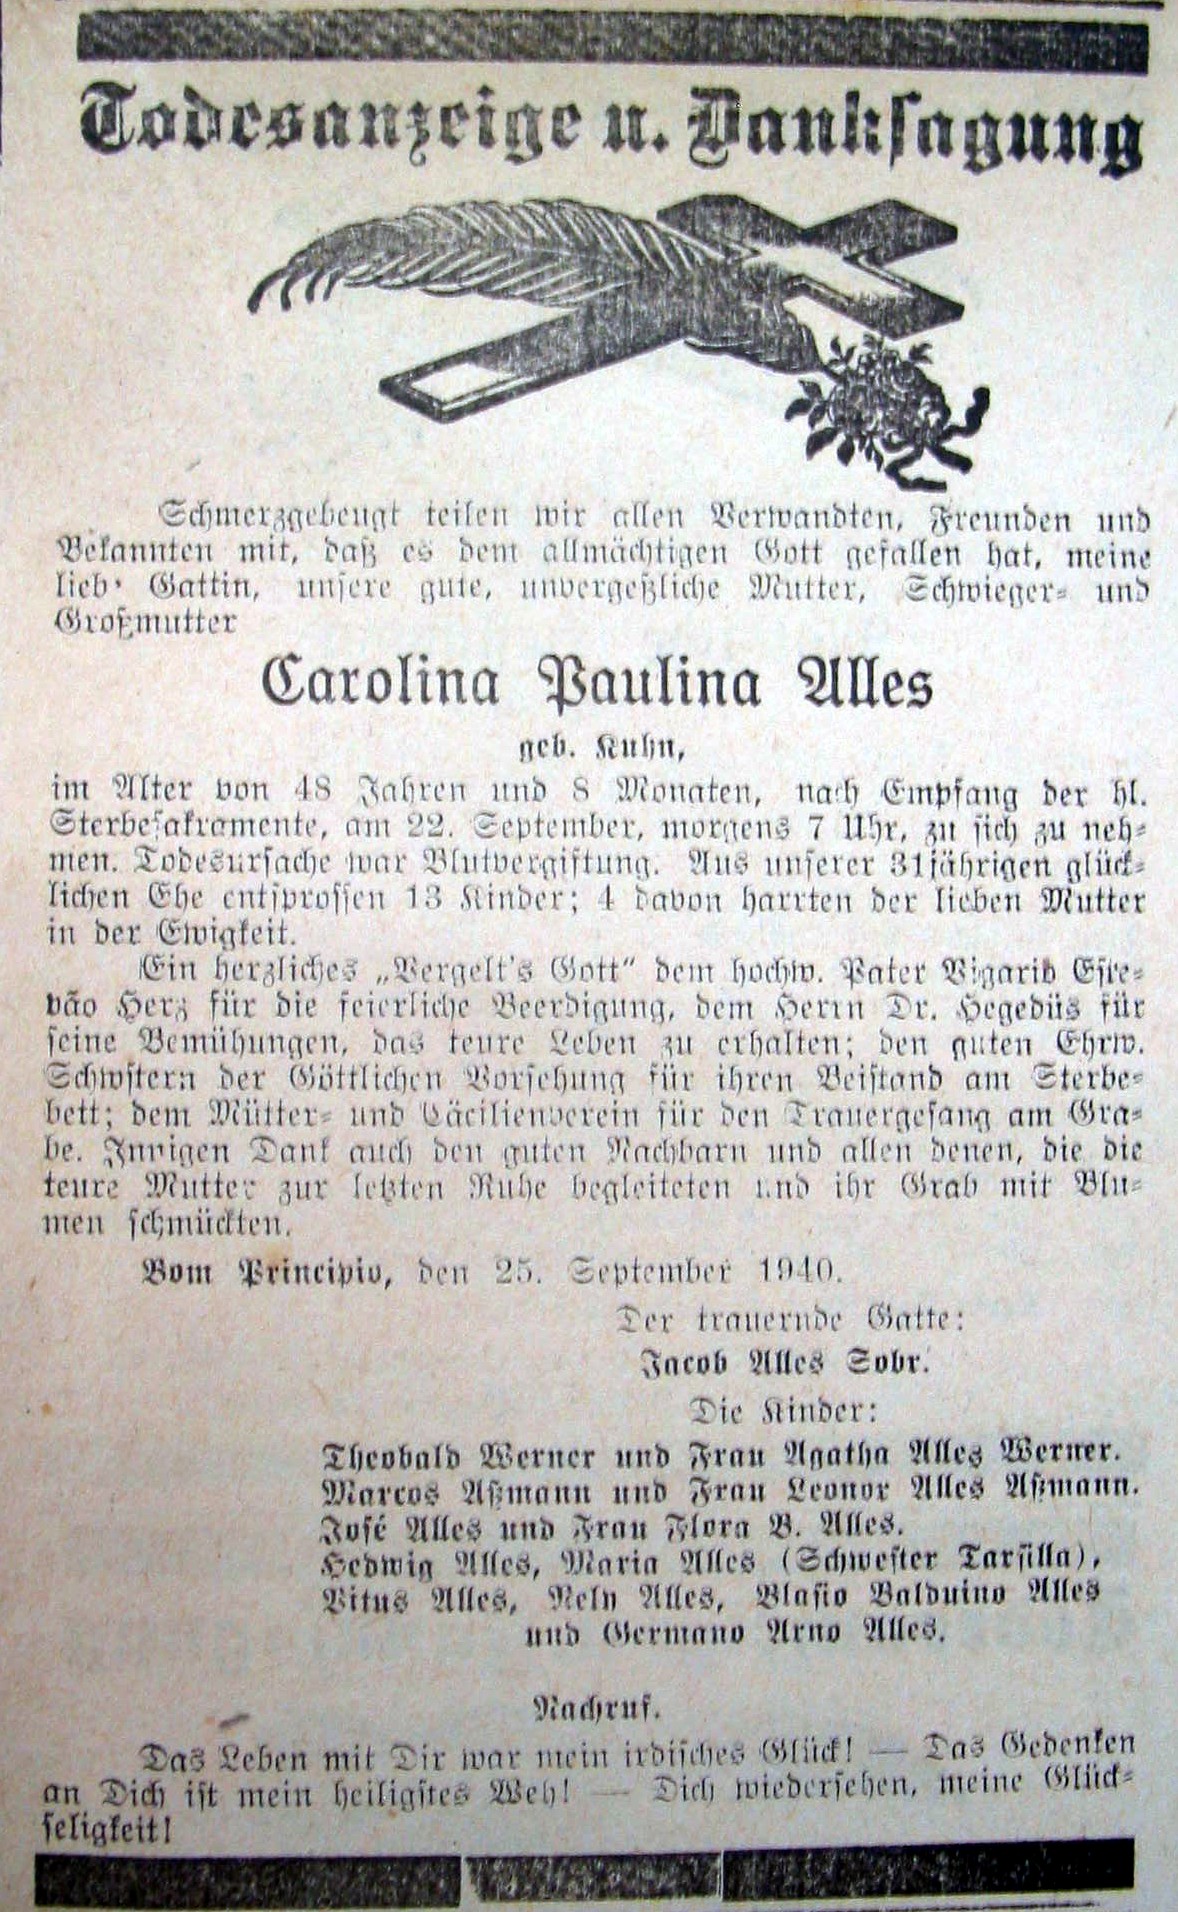 Todesanzeige u. Danksagung
Schmerzgebeugt teilen wir allen Verwandten, Freunden und
Bekannten mit, daß es dem allmächtigen Gott gefallen hat, meine
lieb' Gattin, unsere gute, unvergeßliche Mutter, Schwieger- und
Großmutter
Carolina Paulina Alles
geb. Kuhn,
im Alter von 48 Jahren und 8 Monaten, nach Empfang der hl.
Sterbesakramente, am 22. September, morgens 7 Uhr, zu sich zu neh-
men. Todesursache war Blutvergiftung. Aus unserer 31jährigen glück-
lichen Ehe entsprossen 13 Kinder; 4 davon harrten der lieben Mutter
in der Ewigkeit.
Ein herzliches „Vergelt's Gott" dem hochw. Pater Vigario Este-
vão Herz für die feierliche Beerdigung, dem Herrn Dr. Hegedüs für
seine Bemühungen, das teure Leben zu erhalten; den guten Ehrw.
Schwstern der Göttlichen Vorsehung für ihren Beistand am Sterbe-
bett; dem Mütter- und Cäcilienverein für den Trauergesang am Gra-
be. Innigen Dank auch den guten Nachbarn und allen denen, die die
teure Mutter zur letzten Ruhe begleiteten und ihr Grab mit Blu-
men schmückten.
Bom Principio, den 25. September 1940.
Der trauernde Gatte:
Jacob Alles Sobr.
Die Kinder:
Theobald Werner und Frau Agatha Alles Werner.
Marcos Aßmann und Frau Leonor Alles Aßmann.
José Alles und Frau Flora B. Alles.
Hedwig Alles, Maria Alles (Schwester Tarsilla),
Vitus Alles, Nely Alles, Blasio Balduino Alles
und Germano Arno Alles.
Nachruf.
Das Leben mit Dir war mein irdisches Glück! — Das Gedenken
an Dich ist mein heiligstes Weh! — Dich wiedersehen, meine Glück-
seligkeit!